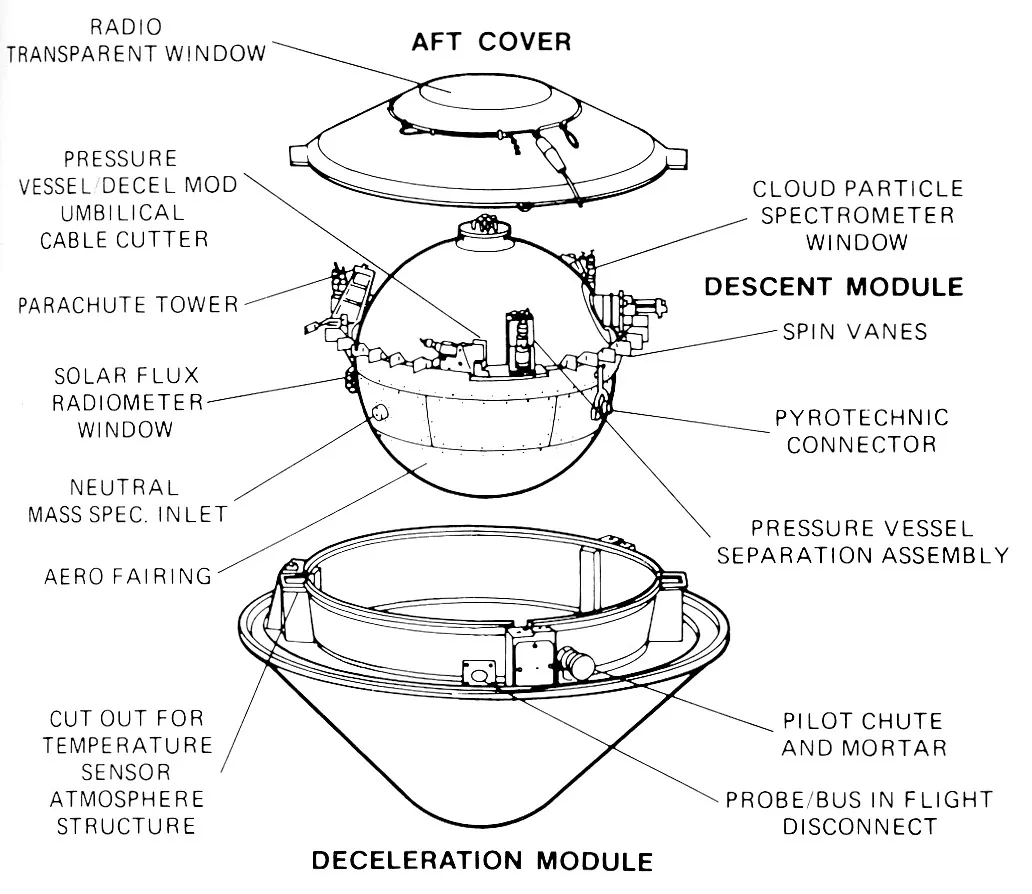 RADIO
TRANSPARENT WINDOW
AFT COVER
PRESSURE
VESSEL/DECEL MOD
UMBILICAL
CABLE CUTTER
CLOUD PARTICLE
SPECTROMETER
WINDOW
DESCENT MODULE
PARACHUTE TOWER
SPIN VANES
SOLAR FLUX
RADIOMETER
WINDOW
PYROTECHNIC
CONNECTOR
NEUTRAL
MASS SPEC. INLET
PRESSURE VESSEL
SEPARATION ASSEMBLY
AERO FAIRING
CUT OUT FOR
TEMPERATURE
SENSOR
ATMOSPHERE
STRUCTURE
PILOT CHUTE
AND MORTAR
PROBE/BUS IN FLIGHT
DISCONNECT
DECELERATION MODULE